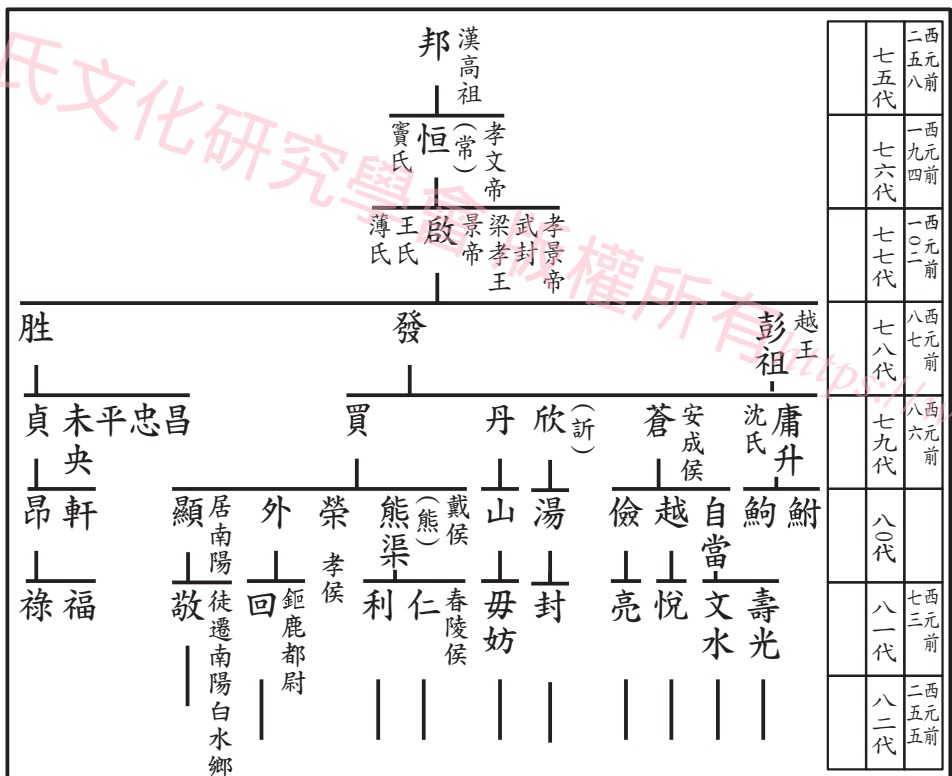 西元前二五八
七五代
漢高祖
邦
西元前一九四
七六代
孝文帝
(常)
恒
竇氏
西元前一〇二
七七代
孝景帝
武封
梁孝王
景帝
啟
王氏
薄氏
西元前八七
七八代
越王
彭祖
發
胜
西元前八六
七九代
庸升
沈氏
安成侯
蒼
(訢)
欣
丹
買
昌
忠
平
未央
貞
八〇代
鮒
鮈
自當
越
儉
湯
山
戴侯
(熊)
熊渠
榮
孝侯
外
居南陽
顯
軒
昂
西元前七三
八一代
壽光
文水
悅
亮
封
毋妨
春陵侯
仁
利
鉅鹿都尉
回
徒遷南陽白水鄉
敬
福
祿
西元前二五五
八二代
氏文化研究學會 版權所有 https://w